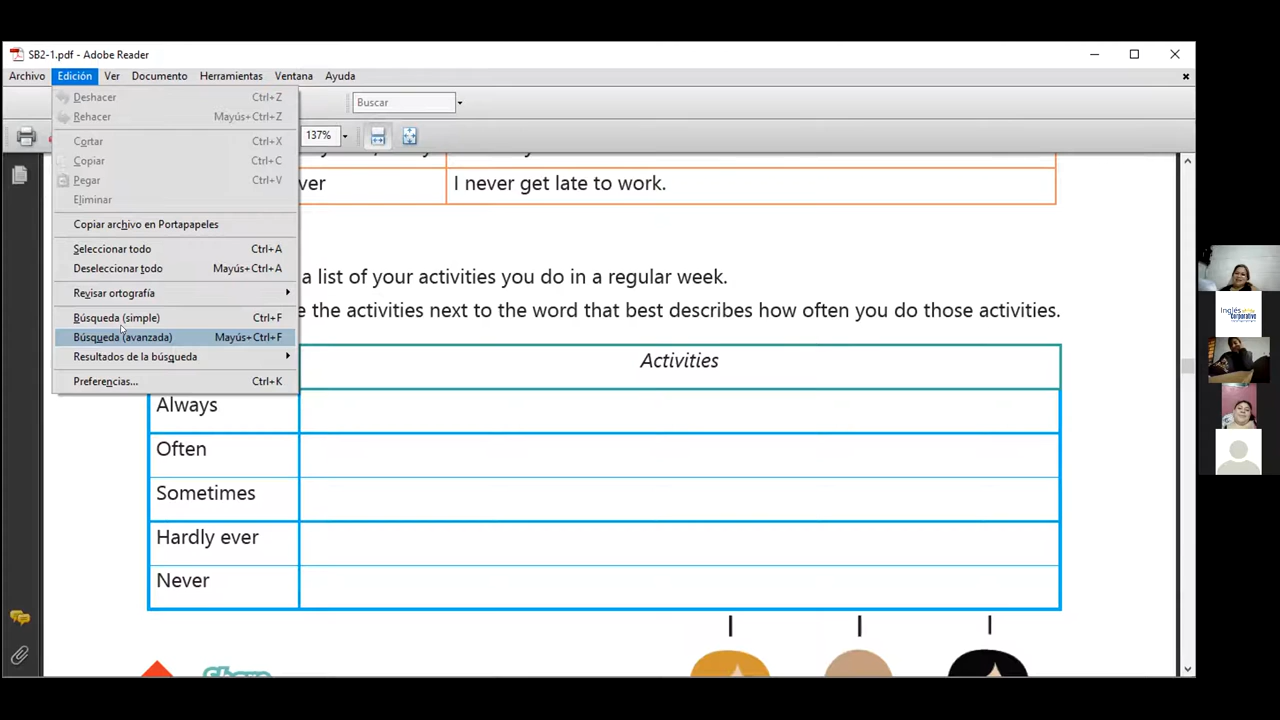 SB2-1.pdf - Adobe Reader
Archivo Edición Ver Documento Herramientas Ventana Ayuda
Deshacer Ctrl+Z
Rehacer Mayús+Ctrl+Z
Cortar Ctrl+X
Copiar Ctrl+C
Pegar Ctrl+V
Eliminar
Copiar archivo en Portapapeles
Seleccionar todo Ctrl+A
Deseleccionar todo Mayús+Ctrl+A
Revisar ortografía
Búsqueda (simple) Ctrl+F
Búsqueda (avanzada) Mayús+Ctrl+F
Resultados de la búsqueda
Preferencias... Ctrl+K
Buscar
137%
ver I never get late to work.
a list of your activities you do in a regular week.
e the activities next to the word that best describes how often you do those activities.
Activities
Always
Often
Sometimes
Hardly ever
Never
Share
Inglés
Corporativo